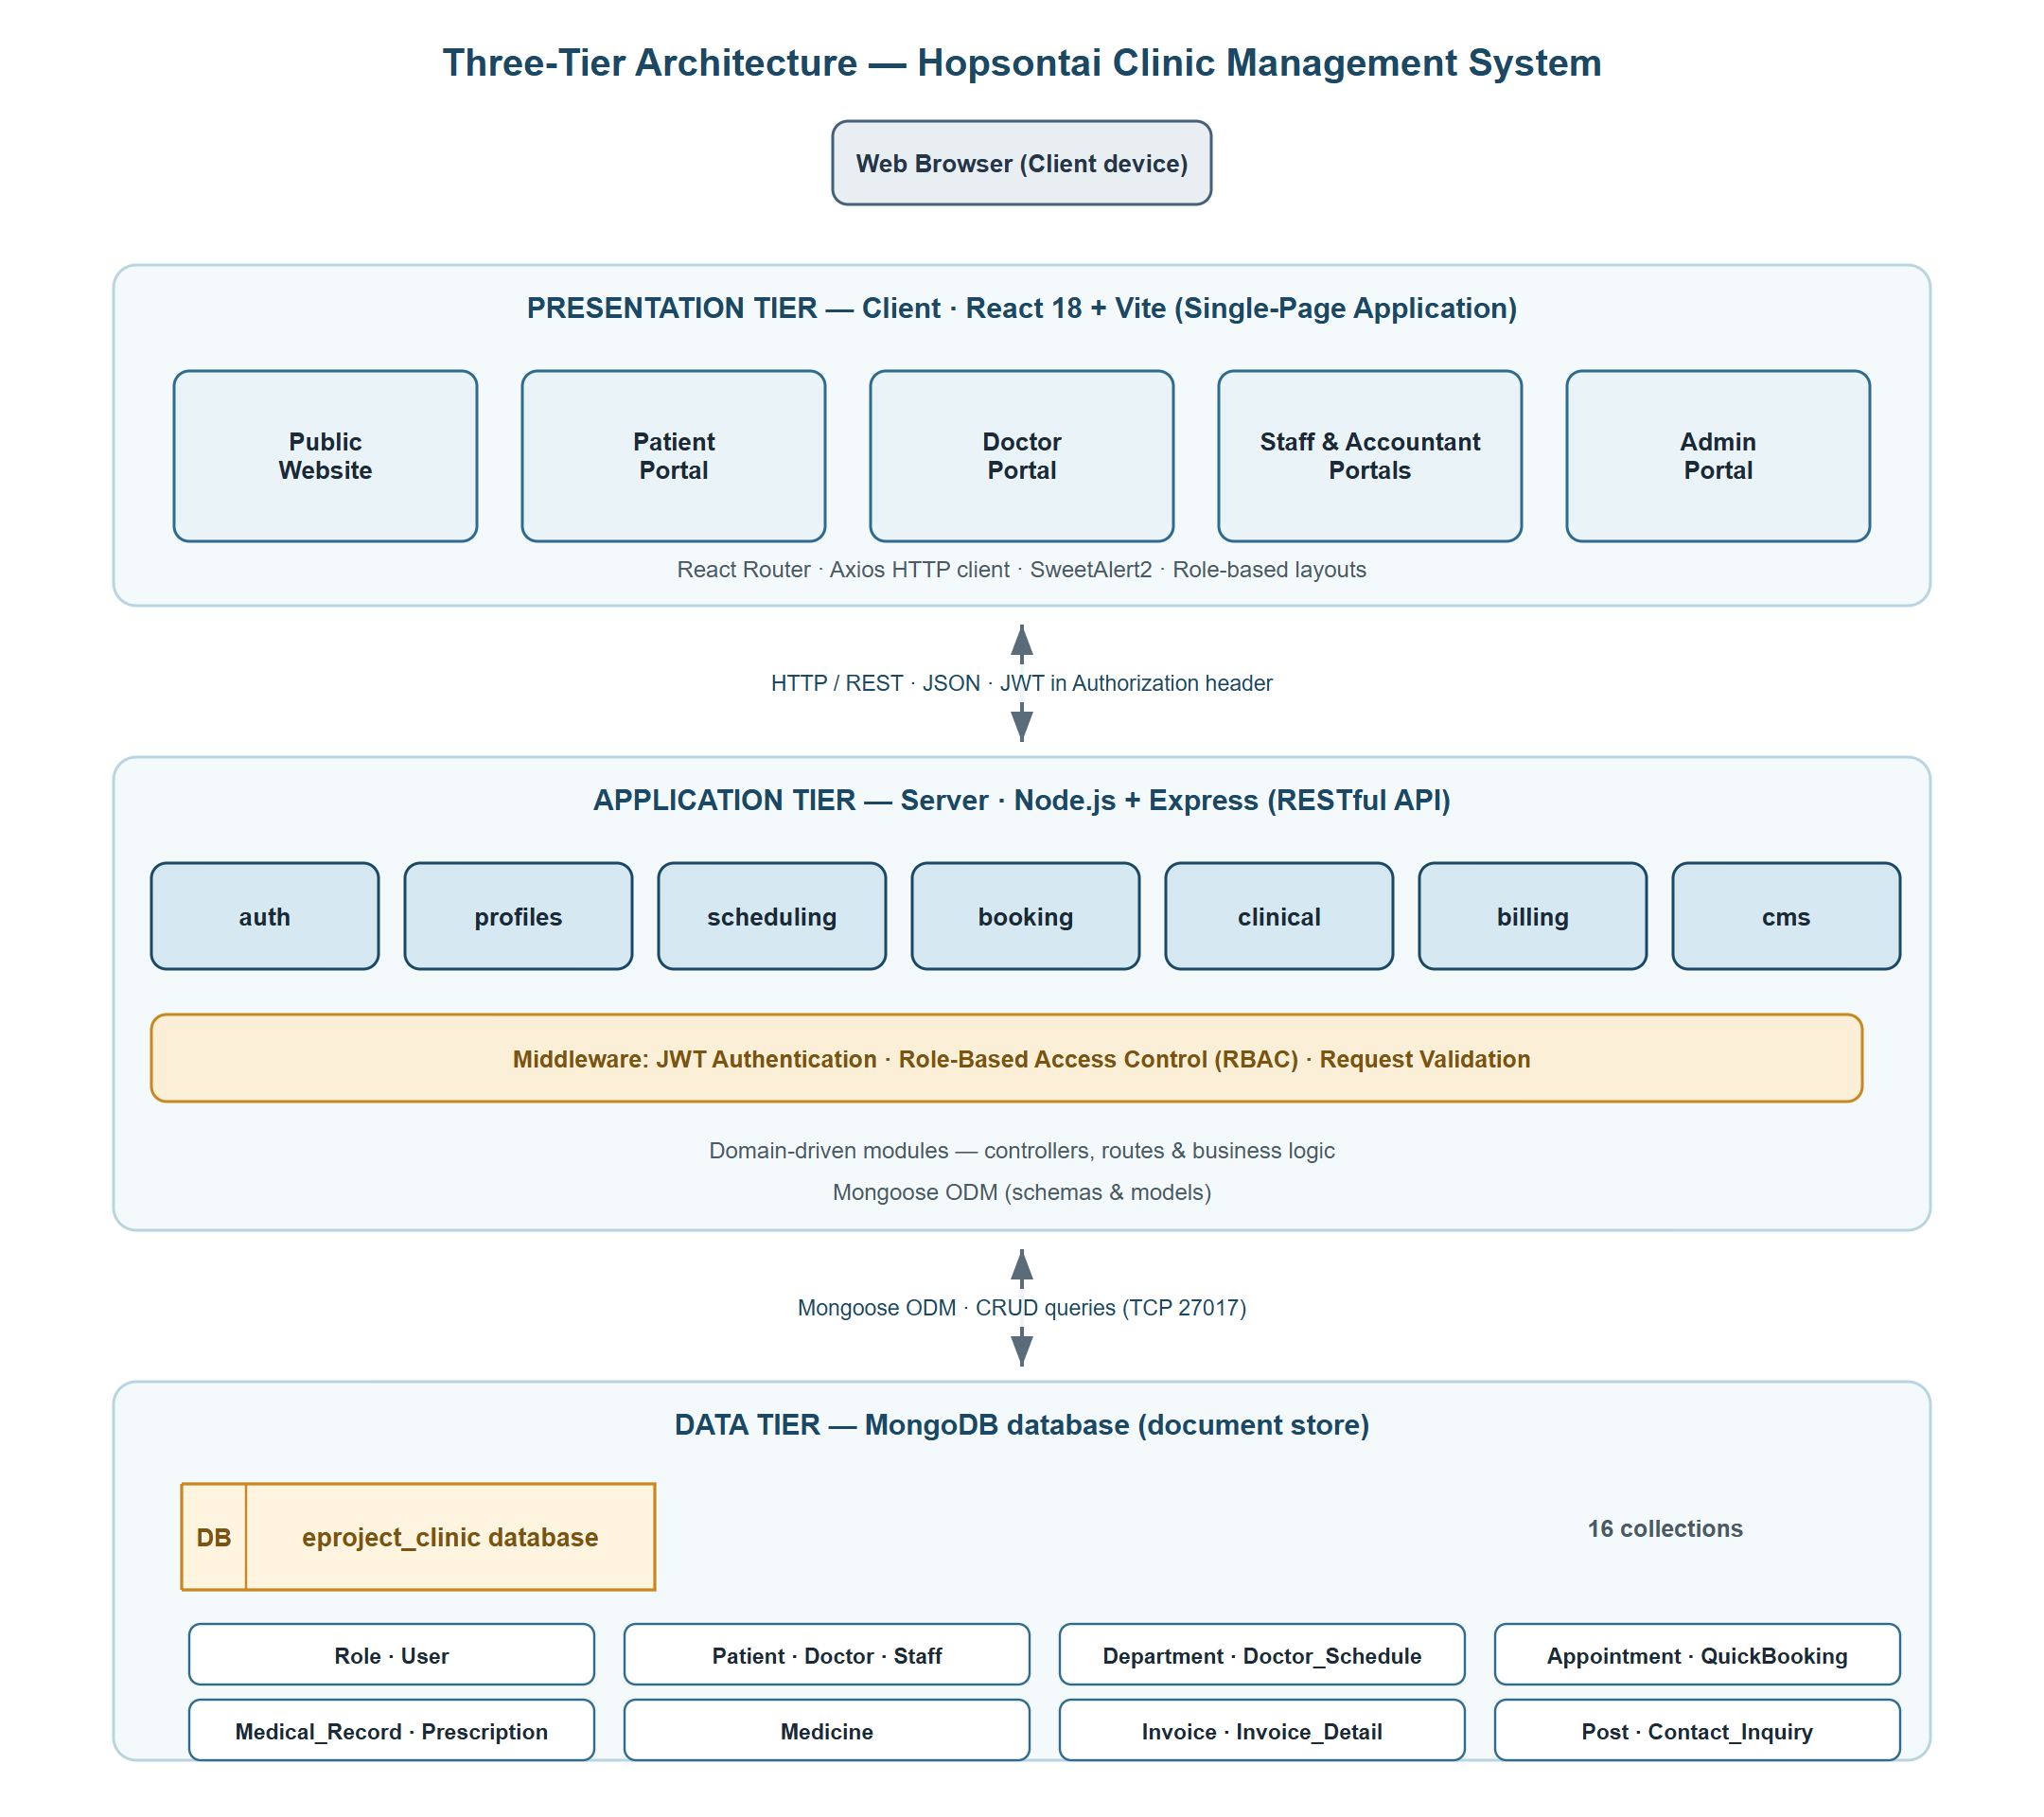 Three-Tier Architecture — Hopsontai Clinic Management System
Web Browser (Client device)
PRESENTATION TIER — Client · React 18 + Vite (Single-Page Application)
Public
Website
Patient
Portal
Doctor
Portal
Staff & Accountant
Portals
Admin
Portal
React Router · Axios HTTP client · SweetAlert2 · Role-based layouts
HTTP / REST · JSON · JWT in Authorization header
APPLICATION TIER — Server · Node.js + Express (RESTful API)
auth
profiles
scheduling
booking
clinical
billing
cms
Middleware: JWT Authentication · Role-Based Access Control (RBAC) · Request Validation
Domain-driven modules — controllers, routes & business logic
Mongoose ODM (schemas & models)
Mongoose ODM · CRUD queries (TCP 27017)
DATA TIER — MongoDB database (document store)
DB
eproject_clinic database
16 collections
Role · User
Patient · Doctor · Staff
Department · Doctor_Schedule
Appointment · QuickBooking
Medical_Record · Prescription
Medicine
Invoice · Invoice_Detail
Post · Contact_Inquiry